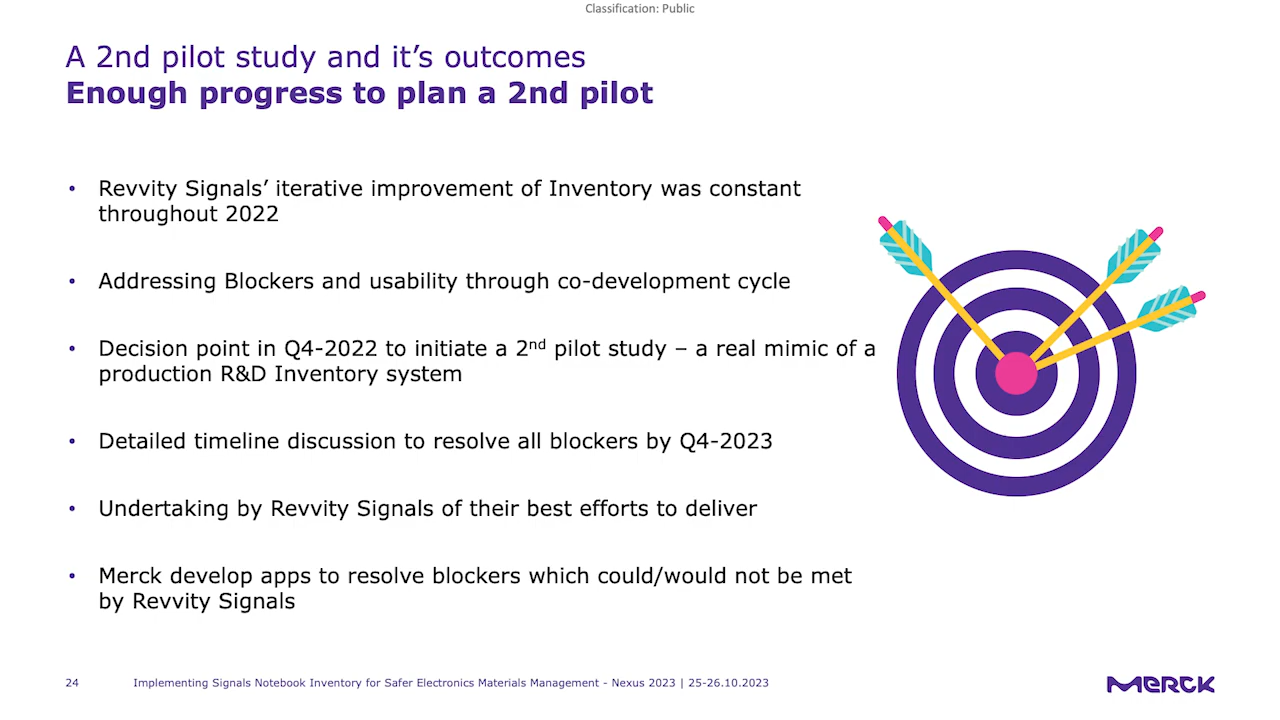 Classification: Public
A 2nd pilot study and it’s outcomes
Enough progress to plan a 2nd pilot
• Revvity Signals’ iterative improvement of Inventory was constant
throughout 2022
• Addressing Blockers and usability through co-development cycle
• Decision point in Q4-2022 to initiate a 2nd pilot study – a real mimic of a
production R&D Inventory system
• Detailed timeline discussion to resolve all blockers by Q4-2023
• Undertaking by Revvity Signals of their best efforts to deliver
• Merck develop apps to resolve blockers which could/would not be met
by Revvity Signals
24 Implementing Signals Notebook Inventory for Safer Electronics Materials Management - Nexus 2023 | 25-26.10.2023
MERCK